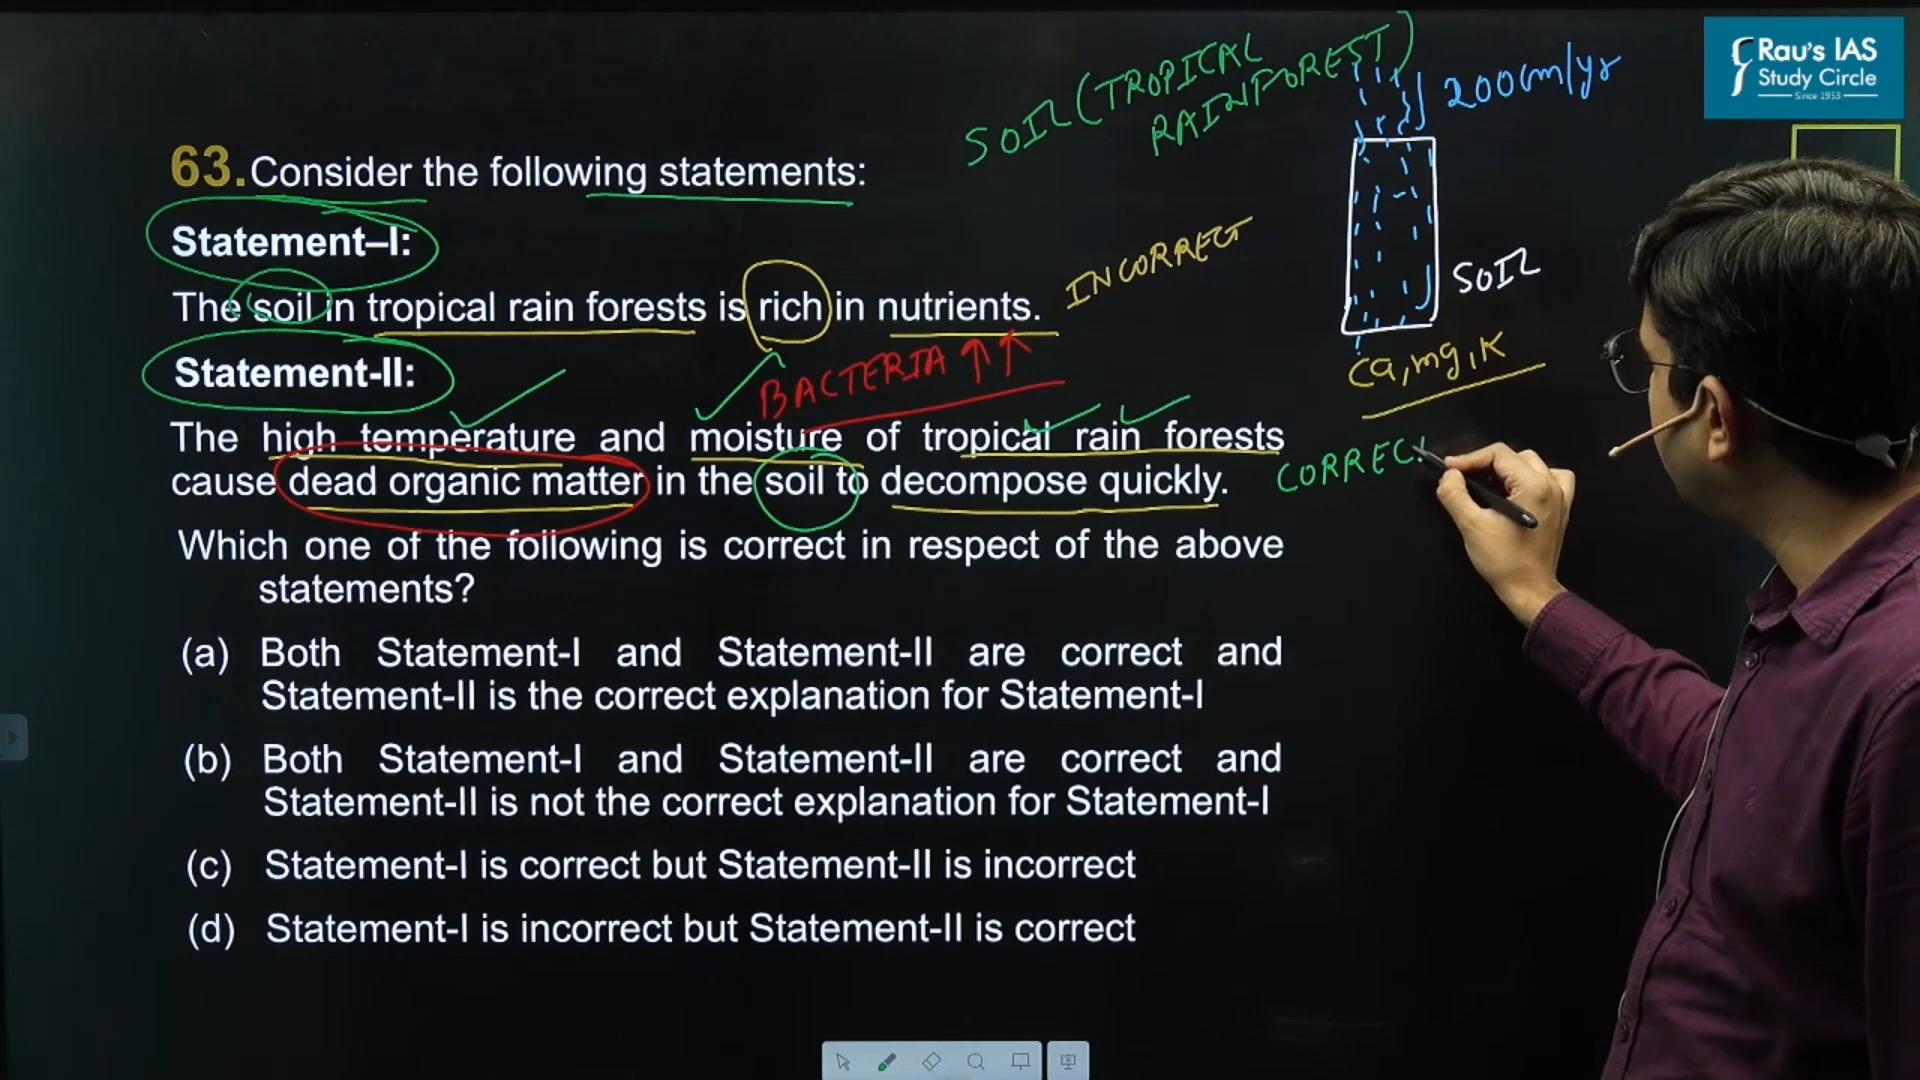 Rau's IAS
Study Circle
Since 1953
SOIL (TROPICAL
RAINFOREST)
200cm/yr
63. Consider the following statements:
Statement–I:
The soil in tropical rain forests is rich in nutrients.
INCORRECT
SOIL
Statement-II:
BACTERIA ↑↑
Ca, mg, K
The high temperature and moisture of tropical rain forests
cause dead organic matter in the soil to decompose quickly.
CORRECT
Which one of the following is correct in respect of the above
statements?
(a) Both Statement-I and Statement-II are correct and
Statement-II is the correct explanation for Statement-I
(b) Both Statement-I and Statement-II are correct and
Statement-II is not the correct explanation for Statement-I
(c) Statement-I is correct but Statement-II is incorrect
(d) Statement-I is incorrect but Statement-II is correct